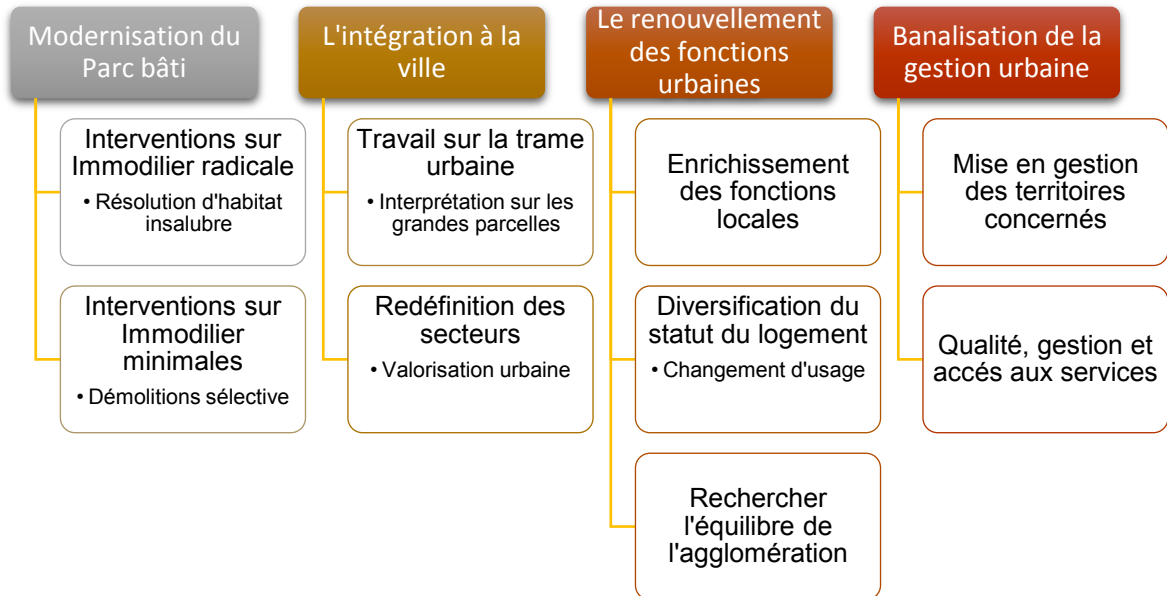 Modernisation du
Parc bâti
Interventions sur
Immodilier radicale
• Résolution d'habitat
insalubre
Interventions sur
Immodilier
minimales
• Démolitions sélective
L'intégration à la
ville
Travail sur la trame
urbaine
• Interprétation sur les
grandes parcelles
Redéfinition des
secteurs
• Valorisation urbaine
Le renouvellement
des fonctions
urbaines
Enrichissement
des fonctions
locales
Diversification du
statut du logement
• Changement d'usage
Rechercher
l'équilibre de
l'agglomération
Banalisation de la
gestion urbaine
Mise en gestion
des territoires
concernés
Qualité, gestion et
accés aux services